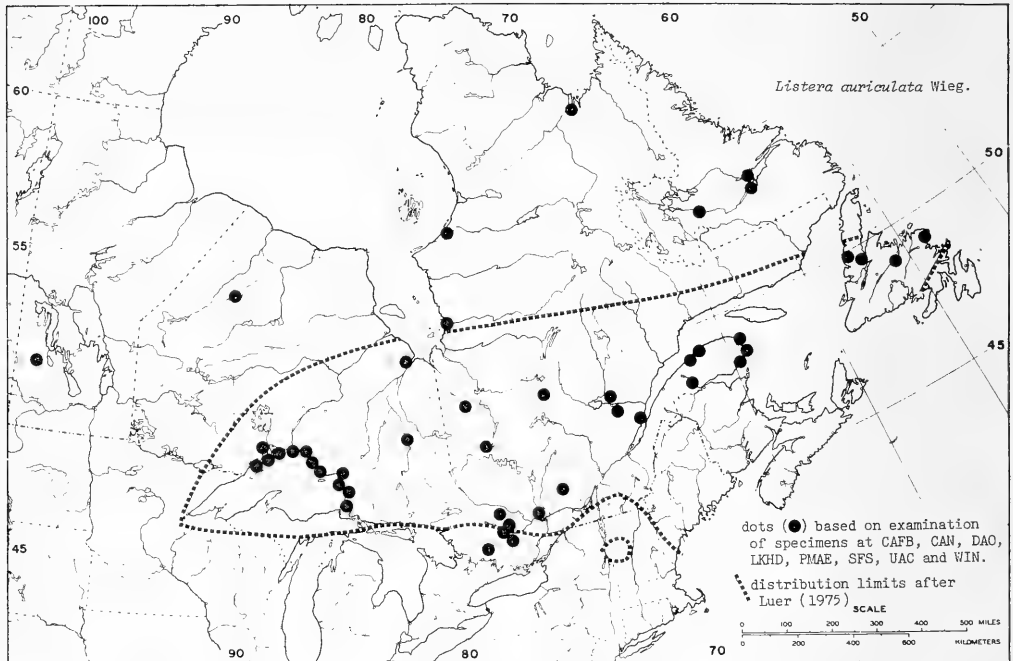 100 90 80 70 60 50
Listera auriculata Wieg.
60
50
55
45
45
dots (●) based on examination
of specimens at CAFB, CAN, DAO,
LKHD, PMAE, SFS, UAC and WIN.
distribution limits after
Luer (1975)
SCALE
0 100 200 300 400 500 MILES
0 200 400 600 KILOMETERS
90 80 70